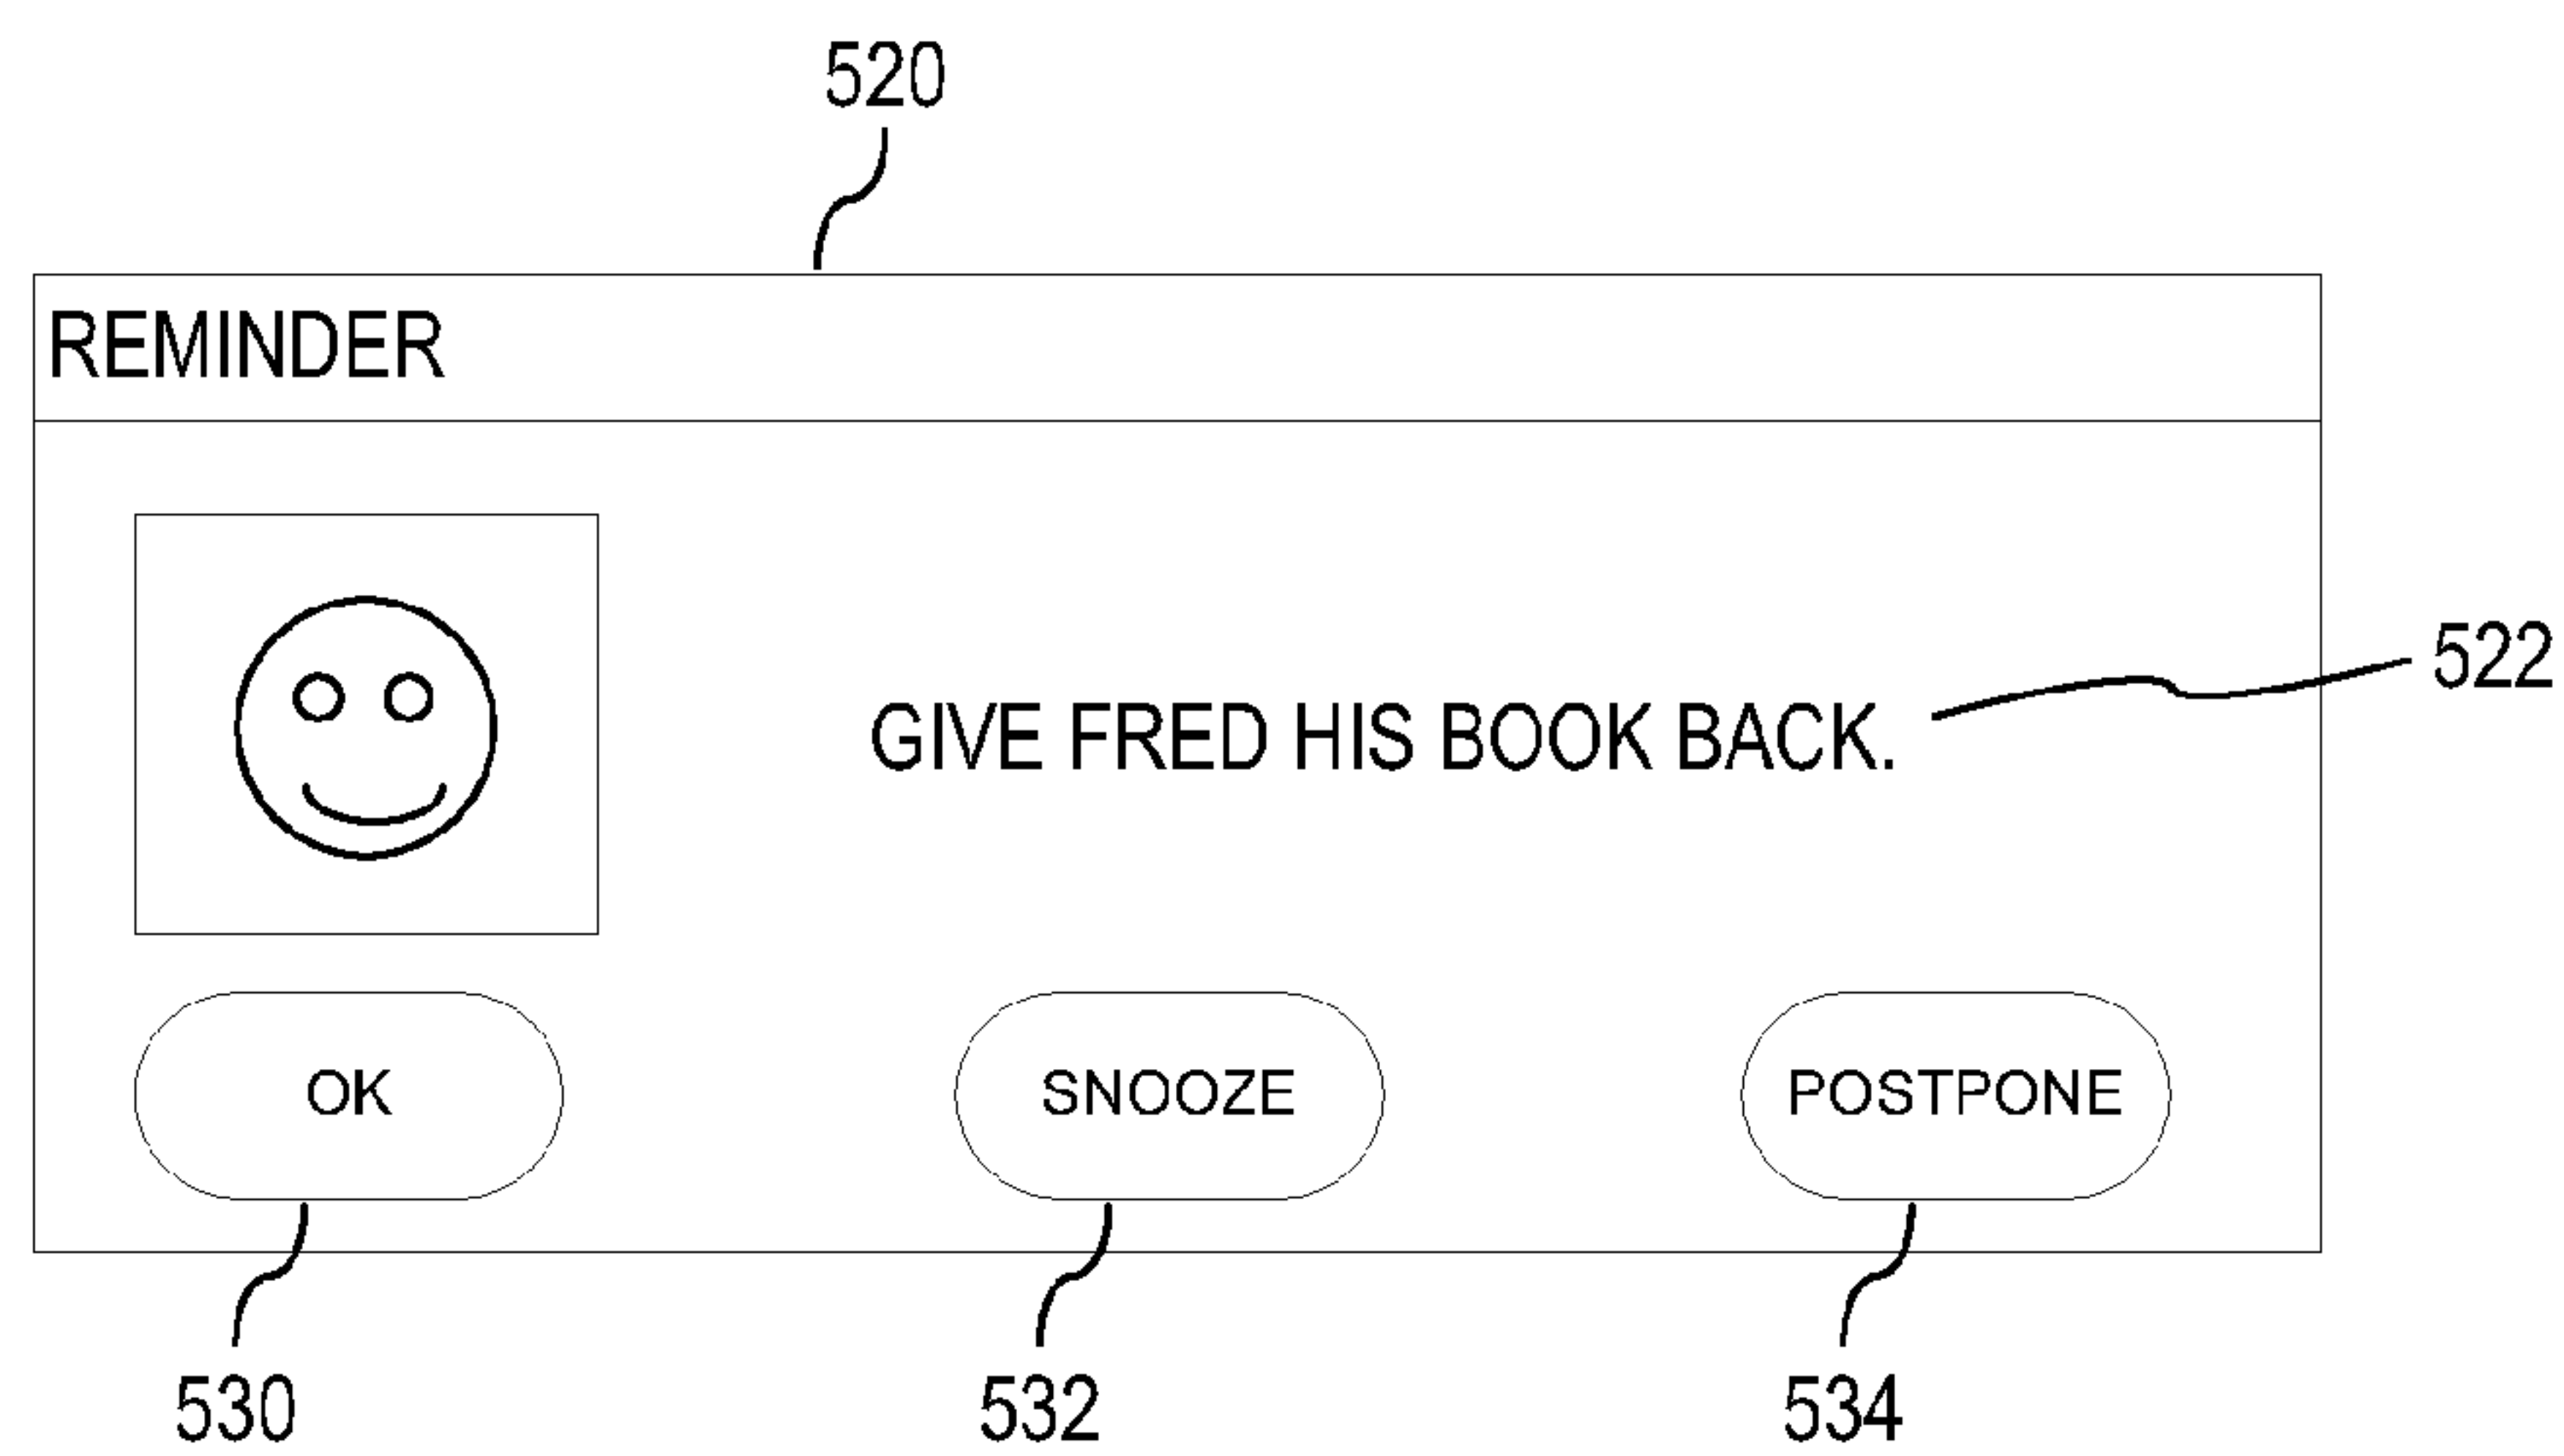 520
REMINDER
GIVE FRED HIS BOOK BACK.
522
OK
SNOOZE
POSTPONE
530
532
534